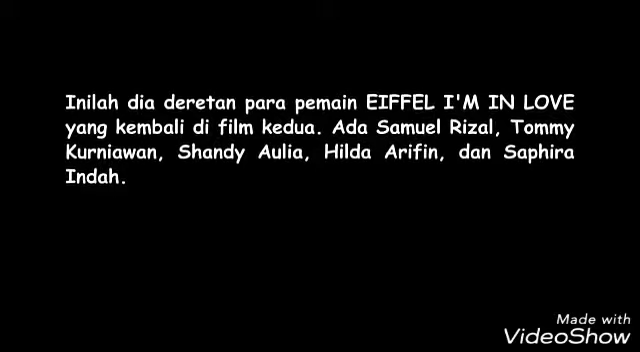 Inilah dia deretan para pemain EIFFEL I'M IN LOVE
yang kembali di film kedua. Ada Samuel Rizal, Tommy
Kurniawan, Shandy Aulia, Hilda Arifin, dan Saphira
Indah.
Made with
VideoShow